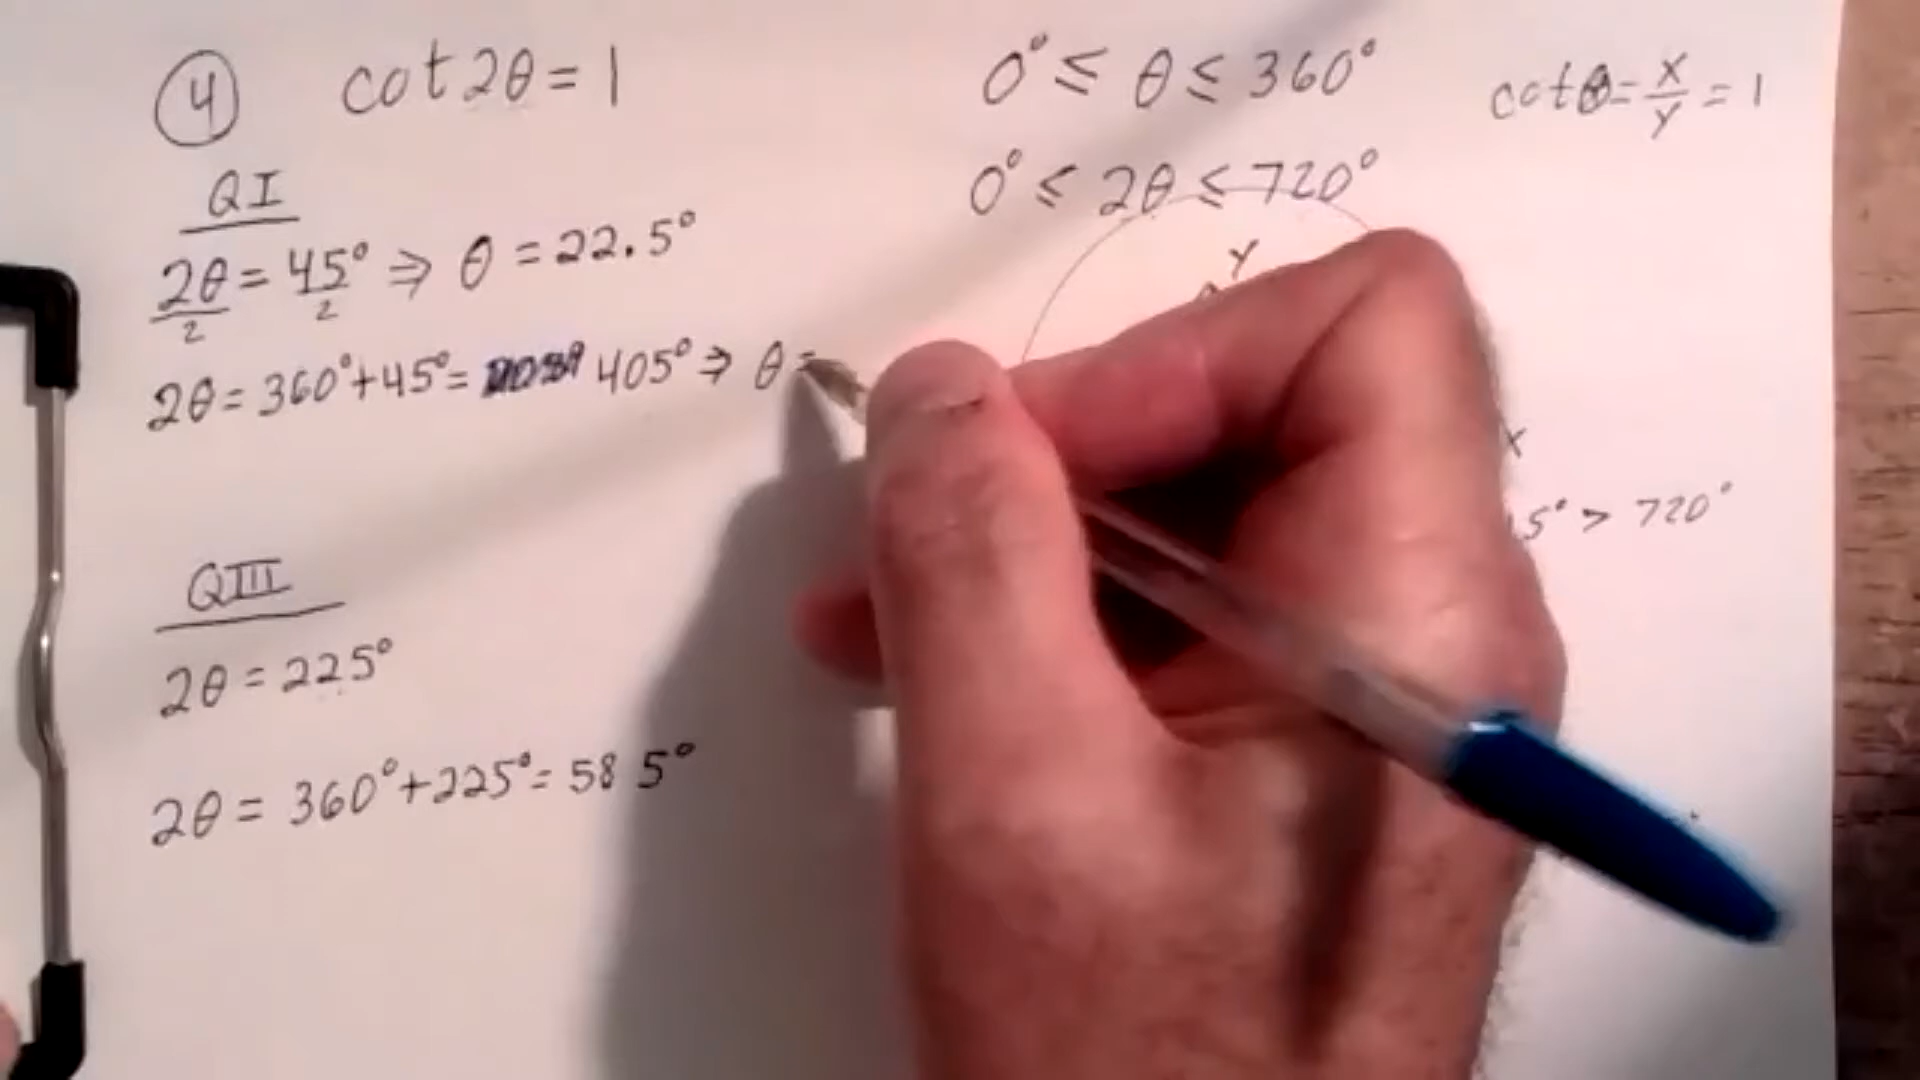 4 cot 2θ = 1
0° ≤ θ ≤ 360°
cot θ = x/y = 1
0° ≤ 2θ ≤ 720°
QI
2θ/2 = 45°/2 ⇒ θ = 22.5°
y
2θ = 360° + 45° = 405° ⇒ θ =
x
5° > 720°
QIII
2θ = 225°
2θ = 360° + 225° = 585°